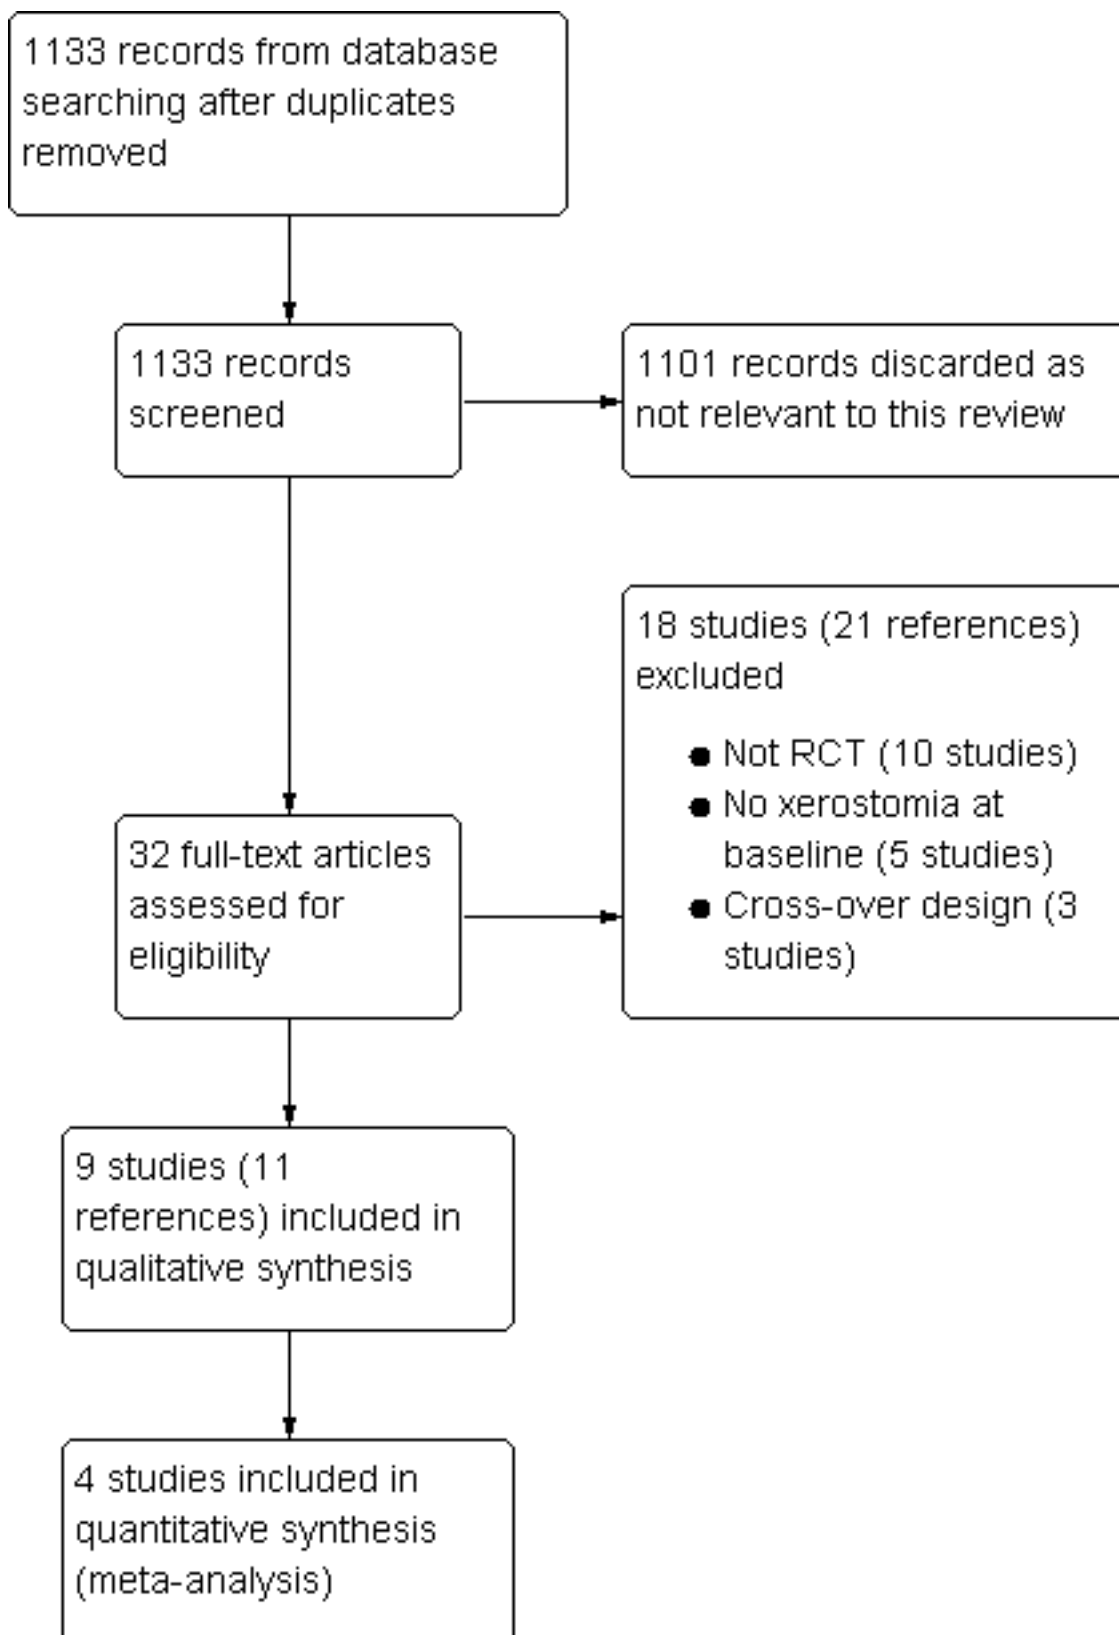 1133 records from database
searching after duplicates
removed
1133 records
screened
1101 records discarded as
not relevant to this review
18 studies (21 references)
excluded
● Not RCT (10 studies)
● No xerostomia at
baseline (5 studies)
● Cross-over design (3
studies)
32 full-text articles
assessed for
eligibility
9 studies (11
references) included in
qualitative synthesis
4 studies included in
quantitative synthesis
(meta-analysis)